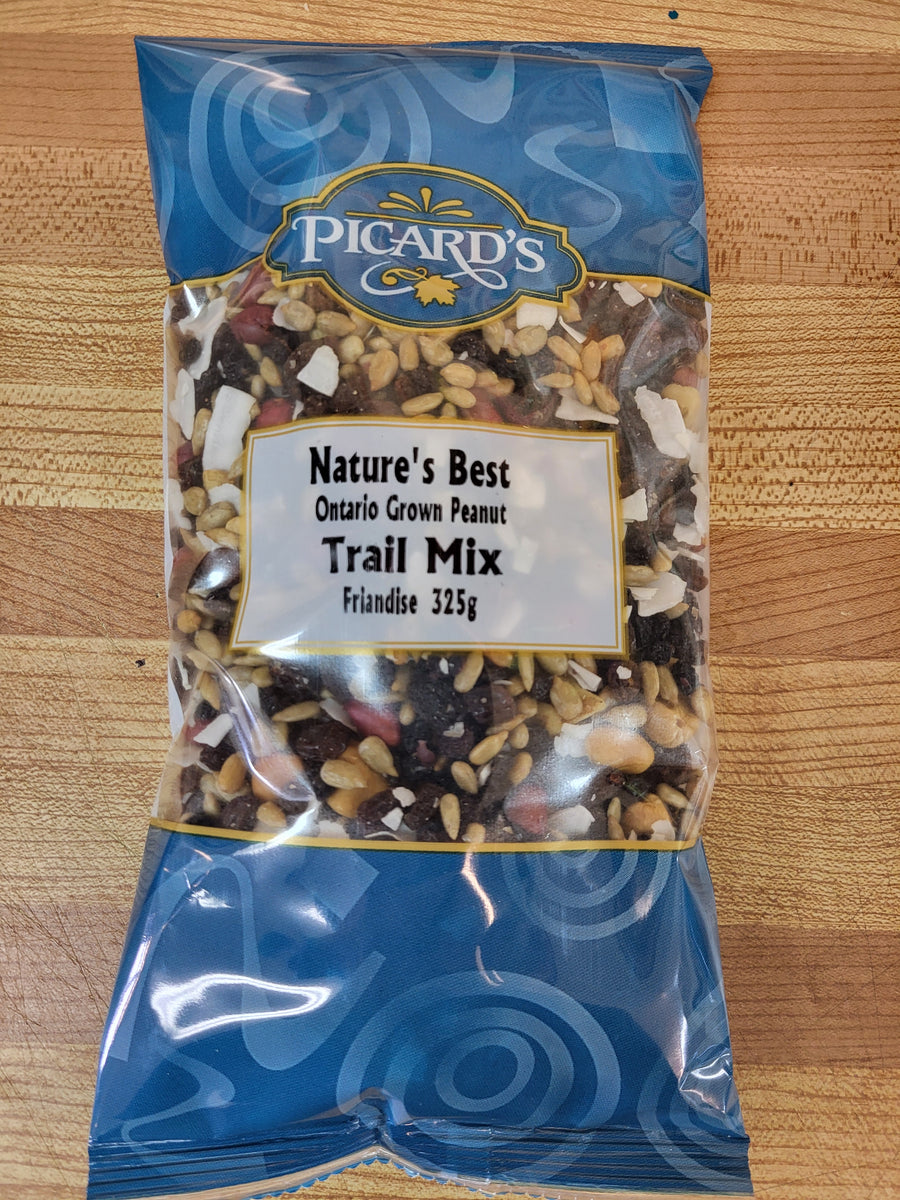 PICARD'S
Nature's Best
Ontario Grown Peanut
Trail Mix
Friandise 325g